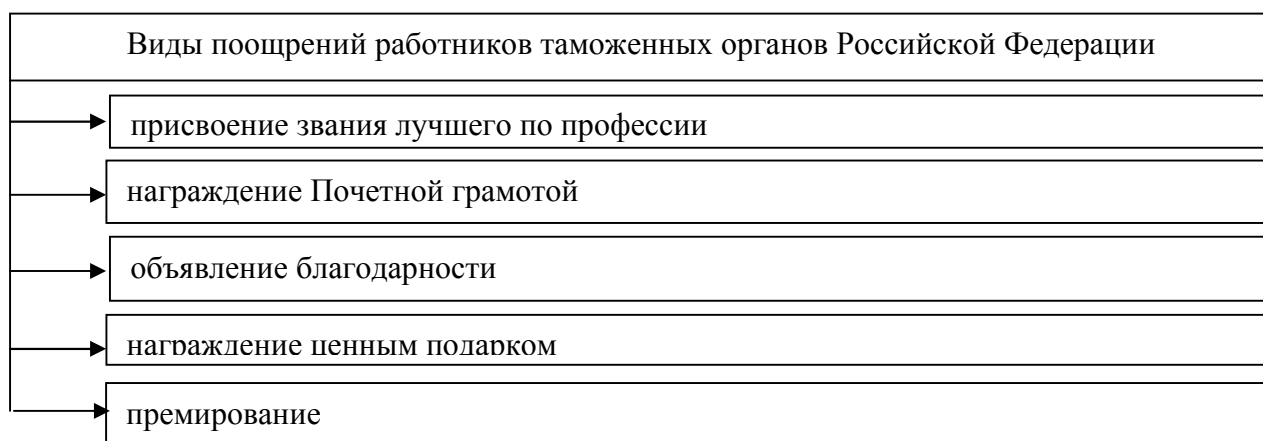 Виды поощрений работников таможенных органов Российской Федерации
присвоение звания лучшего по профессии
награждение Почетной грамотой
объявление благодарности
награждение ценным подарком
премирование